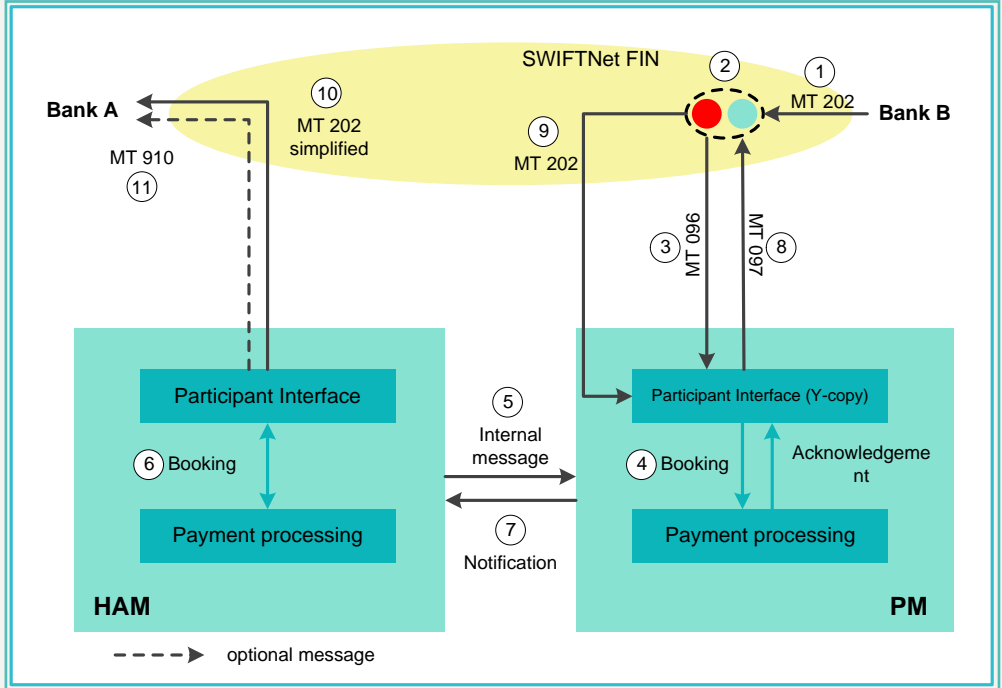 SWIFTNet FIN
2
1
MT 202
Bank B
Bank A
10
MT 202
simplified
9
MT 202
MT 910
11
3
MT 096
MT 097
8
Participant Interface
Participant Interface (Y-copy)
5
Internal
message
6
Booking
4
Booking
Acknowledgeme
nt
Payment processing
7
Notification
Payment processing
HAM
PM
optional message